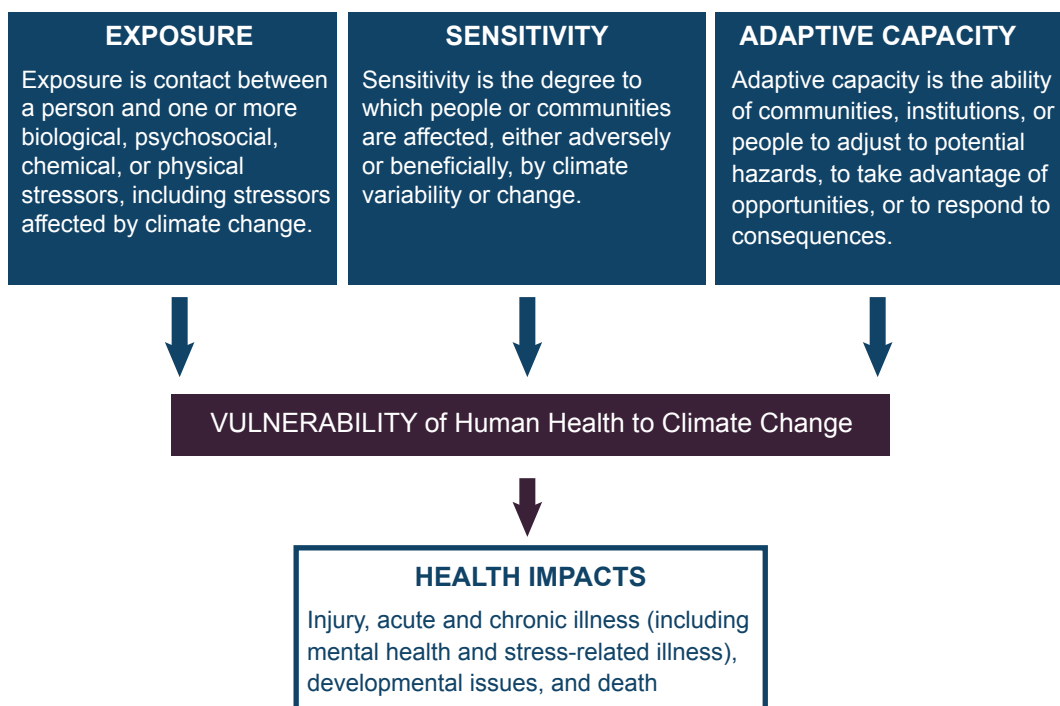 EXPOSURE
Exposure is contact between
a person and one or more
biological, psychosocial,
chemical, or physical
stressors, including stressors
affected by climate change.
SENSITIVITY
Sensitivity is the degree to
which people or communities
are affected, either adversely
or beneficially, by climate
variability or change.
ADAPTIVE CAPACITY
Adaptive capacity is the ability
of communities, institutions, or
people to adjust to potential
hazards, to take advantage of
opportunities, or to respond to
consequences.
VULNERABILITY of Human Health to Climate Change
HEALTH IMPACTS
Injury, acute and chronic illness (including
mental health and stress-related illness),
developmental issues, and death